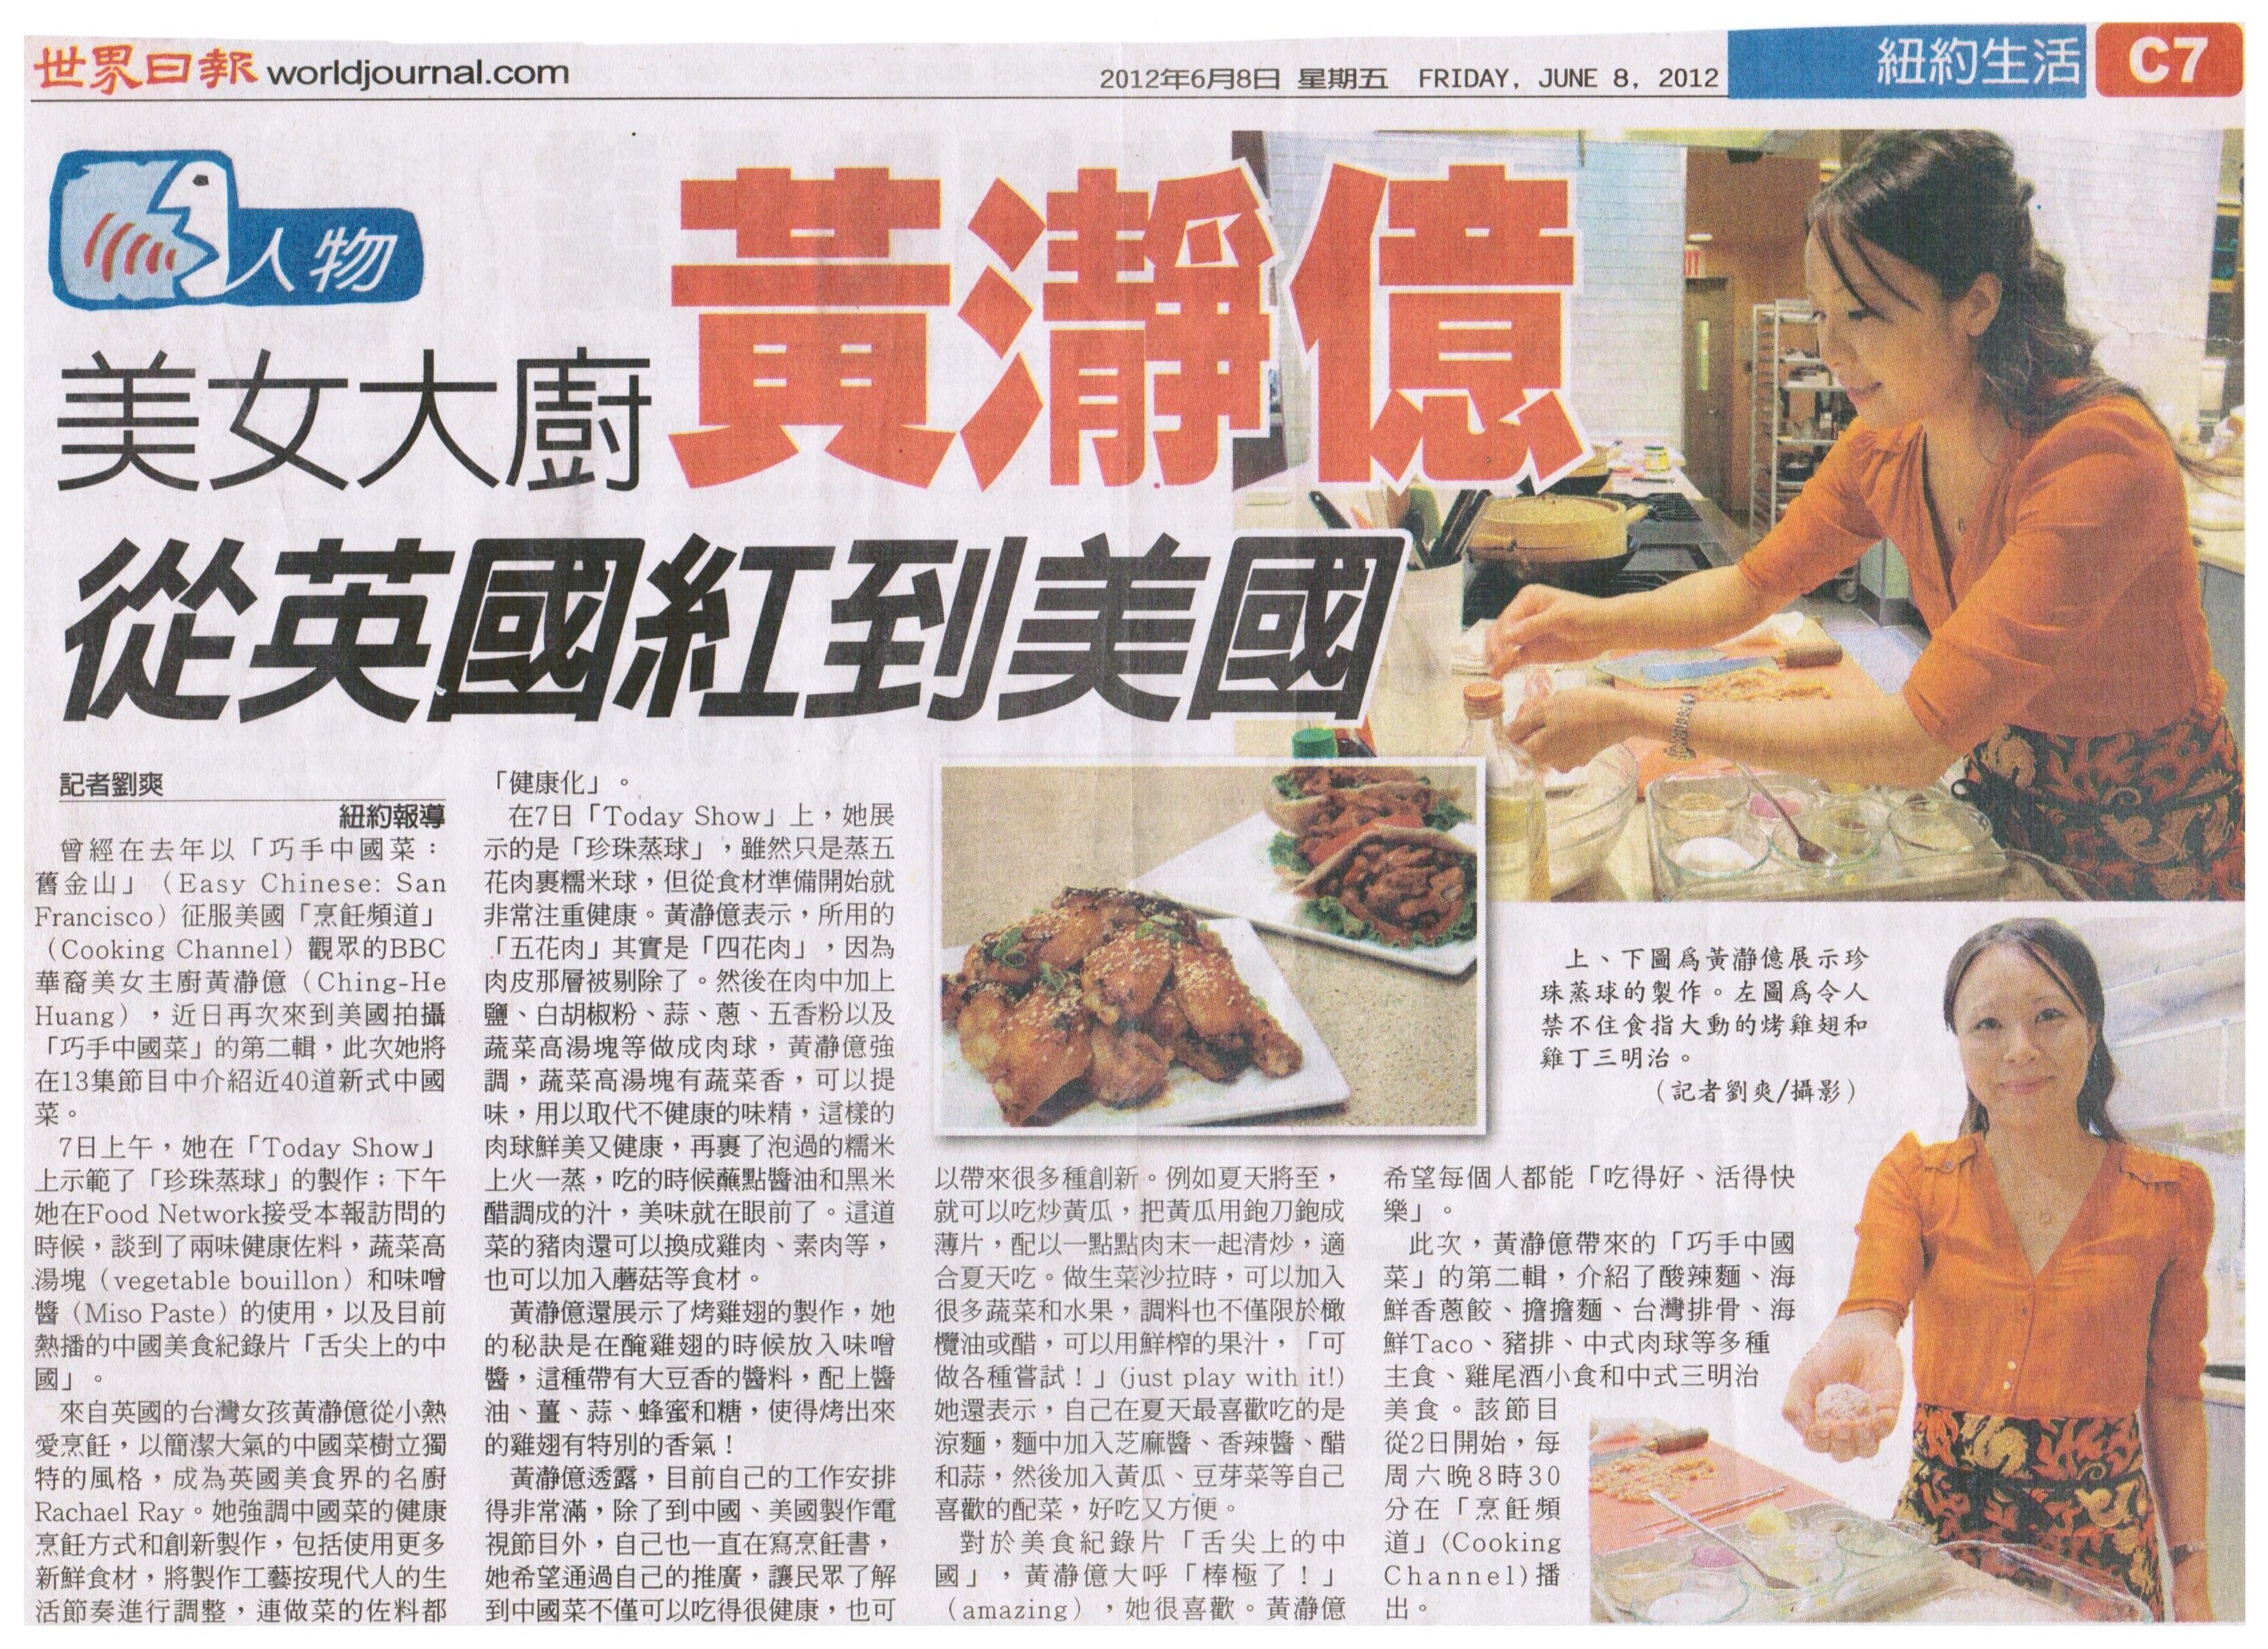 世界日報 worldjournal.com
2012年6月8日 星期五 FRIDAY, JUNE 8, 2012
紐約生活
C7
人物
美女大廚
黃瀞億
從英國紅到美國
記者劉爽
紐約報導
曾經在去年以「巧手中國菜：
舊金山」（Easy Chinese: San
Francisco）征服美國「烹飪頻道」
（Cooking Channel）觀眾的BBC
華裔美女主廚黃瀞億（Ching-He
Huang），近日再次來到美國拍攝
「巧手中國菜」的第二輯，此次她將
在13集節目中介紹近40道新式中國
菜。
7日上午，她在「Today Show」
上示範了「珍珠蒸球」的製作；下午
她在Food Network接受本報訪問的
時候，談到了兩味健康佐料，蔬菜高
湯塊（vegetable bouillon）和味噌
醬（Miso Paste）的使用，以及目前
熱播的中國美食紀錄片「舌尖上的中
國」。
來自英國的台灣女孩黃瀞億從小熱
愛烹飪，以簡潔大氣的中國菜樹立獨
特的風格，成為英國美食界的名廚
Rachael Ray。她強調中國菜的健康
烹飪方式和創新製作，包括使用更多
新鮮食材，將製作工藝按現代人的生
活節奏進行調整，連做菜的佐料都
「健康化」。
在7日「Today Show」上，她展
示的是「珍珠蒸球」，雖然只是蒸五
花肉裹糯米球，但從食材準備開始就
非常注重健康。黃瀞億表示，所用的
「五花肉」其實是「四花肉」，因為
肉皮那層被剔除了。然後在肉中加上
鹽、白胡椒粉、蒜、蔥、五香粉以及
蔬菜高湯塊等做成肉球，黃瀞億強
調，蔬菜高湯塊有蔬菜香，可以提
味，用以取代不健康的味精，這樣的
肉球鮮美又健康，再裹了泡過的糯米
上火一蒸，吃的時候蘸點醬油和黑米
醋調成的汁，美味就在眼前了。這道
菜的豬肉還可以換成雞肉、素肉等，
也可以加入蘑菇等食材。
黃瀞億還展示了烤雞翅的製作，她
的秘訣是在醃雞翅的時候放入味噌
醬，這種帶有大豆香的醬料，配上醬
油、薑、蒜、蜂蜜和糖，使得烤出來
的雞翅有特別的香氣！
黃瀞億透露，目前自己的工作安排
得非常滿，除了到中國、美國製作電
視節目外，自己也一直在寫烹飪書，
她希望通過自己的推廣，讓民眾了解
到中國菜不僅可以吃得很健康，也可
以帶來很多種創新。例如夏天將至，
就可以吃炒黃瓜，把黃瓜用鉋刀鉋成
薄片，配以一點點肉末一起清炒，適
合夏天吃。做生菜沙拉時，可以加入
很多蔬菜和水果，調料也不僅限於橄
欖油或醋，可以用鮮榨的果汁，「可
做各種嘗試！」(just play with it!)
她還表示，自己在夏天最喜歡吃的是
涼麵，麵中加入芝麻醬、香辣醬、醋
和蒜，然後加入黃瓜、豆芽菜等自己
喜歡的配菜，好吃又方便。
對於美食紀錄片「舌尖上的中
國」，黃瀞億大呼「棒極了！」
（amazing），她很喜歡。黃瀞億
希望每個人都能「吃得好、活得快
樂」。
此次，黃瀞億帶來的「巧手中國
菜」的第二輯，介紹了酸辣麵、海
鮮香蔥餃、擔擔麵、台灣排骨、海
鮮Taco、豬排、中式肉球等多種
主食、雞尾酒小食和中式三明治
美食。該節目
從2日開始，每
周六晚8時30
分在「烹飪頻
道」(Cooking
Channel)播
出。
上、下圖爲黃瀞億展示珍
珠蒸球的製作。左圖爲令人
禁不住食指大動的烤雞翅和
雞丁三明治。
（記者劉爽/攝影）